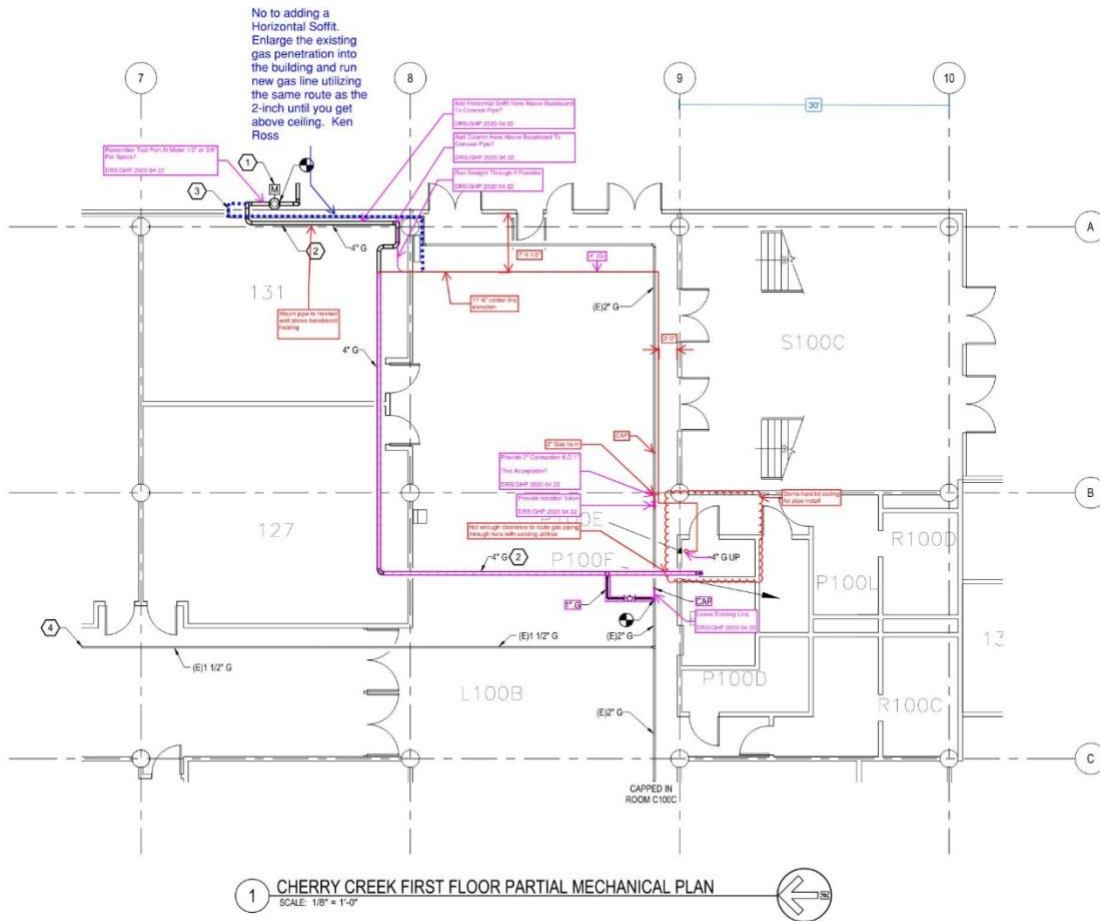 No to adding a
Horizontal Soffit.
Enlarge the existing
gas penetration into
the building and run
new gas line utilizing
the same route as the
2-inch until you get
above ceiling. Ken
Ross
7
8
9
10
30'
Add Horizontal Soffit Here Above Baseboard
To Conceal Pipe?
DRS/GHP 2020 04 22
Add Column Here Above Baseboard To
Conceal Pipe?
DRS/GHP 2020 04 22
Run Straight Through If Possible
DRS/GHP 2020 04 22
Remember Test Port At Meter 1/2" or 3/8"
Per Specs?
DRS/GHP 2020 04 22
1
M
3
2
4" G
A
131
11'-6" center line
elevation
(E)2" G
Mount pipe to finished
wall above baseboard
heating
S100C
4" G
CAP
2" Gas tie in
Provide 2" Connection
This Acceptable?
DRS/GHP 2020 04 22
Provide Isolation Valve
DRS/GHP 2020 04 22
Demo hard lid ceiling
for pipe install
B
127
Not enough clearance to route gas piping
through here with existing utilities
R100D
4" G UP
4" G
2
P100F
P100L
CAP
Leave Existing Line
DRS/GHP 2020 04 22
4
(E)1 1/2" G
(E)1 1/2" G
(E)2" G
13
P100D
L100B
R100C
(E)2" G
C
CAPPED IN
ROOM C100C
1
CHERRY CREEK FIRST FLOOR PARTIAL MECHANICAL PLAN
SCALE: 1/8" = 1'-0"